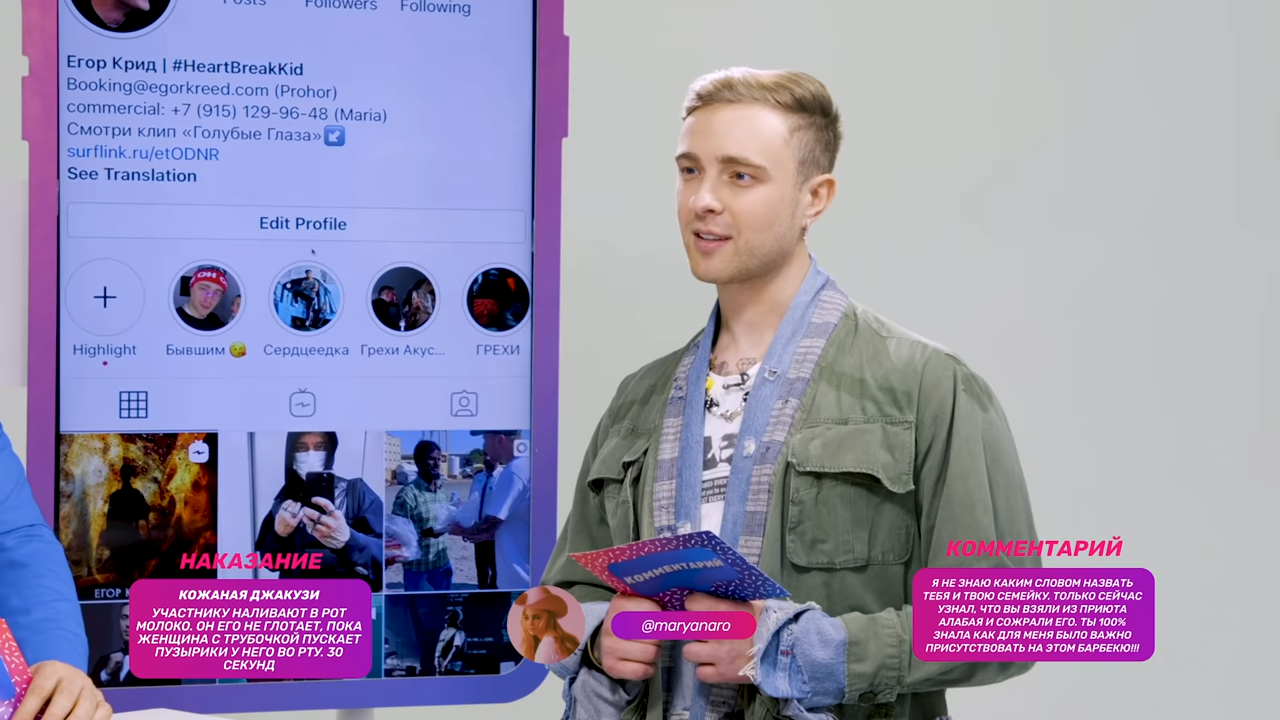 Posts
Followers
Following
Егор Крид | #HeartBreakKid
Booking@egorkreed.com (Prohor)
commercial: +7 (915) 129-96-48 (Maria)
Смотри клип «Голубые Глаза»
surflink.ru/etODNR
See Translation
Edit Profile
Highlight
Бывшим
Сердцеедка
Грехи Акус...
ГРЕХИ
ЕГОР К
КОММЕНТАРИЙ
НАКАЗАНИЕ
КОЖАНАЯ ДЖАКУЗИ
УЧАСТНИКУ НАЛИВАЮТ В РОТ
МОЛОКО. ОН ЕГО НЕ ГЛОТАЕТ, ПОКА
ЖЕНЩИНА С ТРУБОЧКОЙ ПУСКАЕТ
ПУЗЫРИКИ У НЕГО ВО РТУ. 30
СЕКУНД
@maryanaro
КОММЕНТАРИЙ
Я НЕ ЗНАЮ КАКИМ СЛОВОМ НАЗВАТЬ
ТЕБЯ И ТВОЮ СЕМЕЙКУ. ТОЛЬКО СЕЙЧАС
УЗНАЛ, ЧТО ВЫ ВЗЯЛИ ИЗ ПРИЮТА
АЛАБАЯ И СОЖРАЛИ ЕГО. ТЫ 100%
ЗНАЛА КАК ДЛЯ МЕНЯ БЫЛО ВАЖНО
ПРИСУТСТВОВАТЬ НА ЭТОМ БАРБЕКЮ!!!